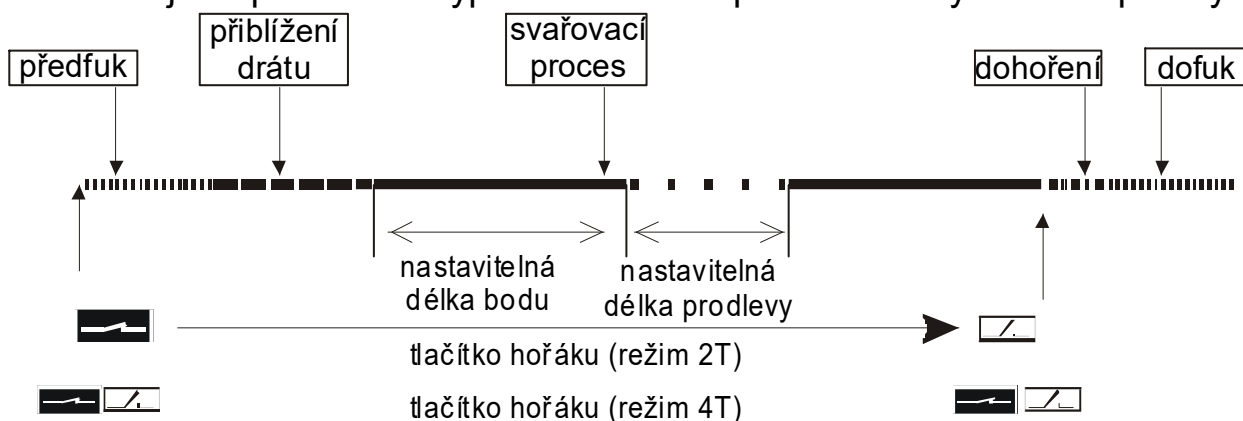 předfuk
přiblížení
drátu
svařovací
proces
dohoření
dofuk
nastavitelná
délka bodu
nastavitelná
délka prodlevy
tlačítko hořáku (režim 2T)
tlačítko hořáku (režim 4T)